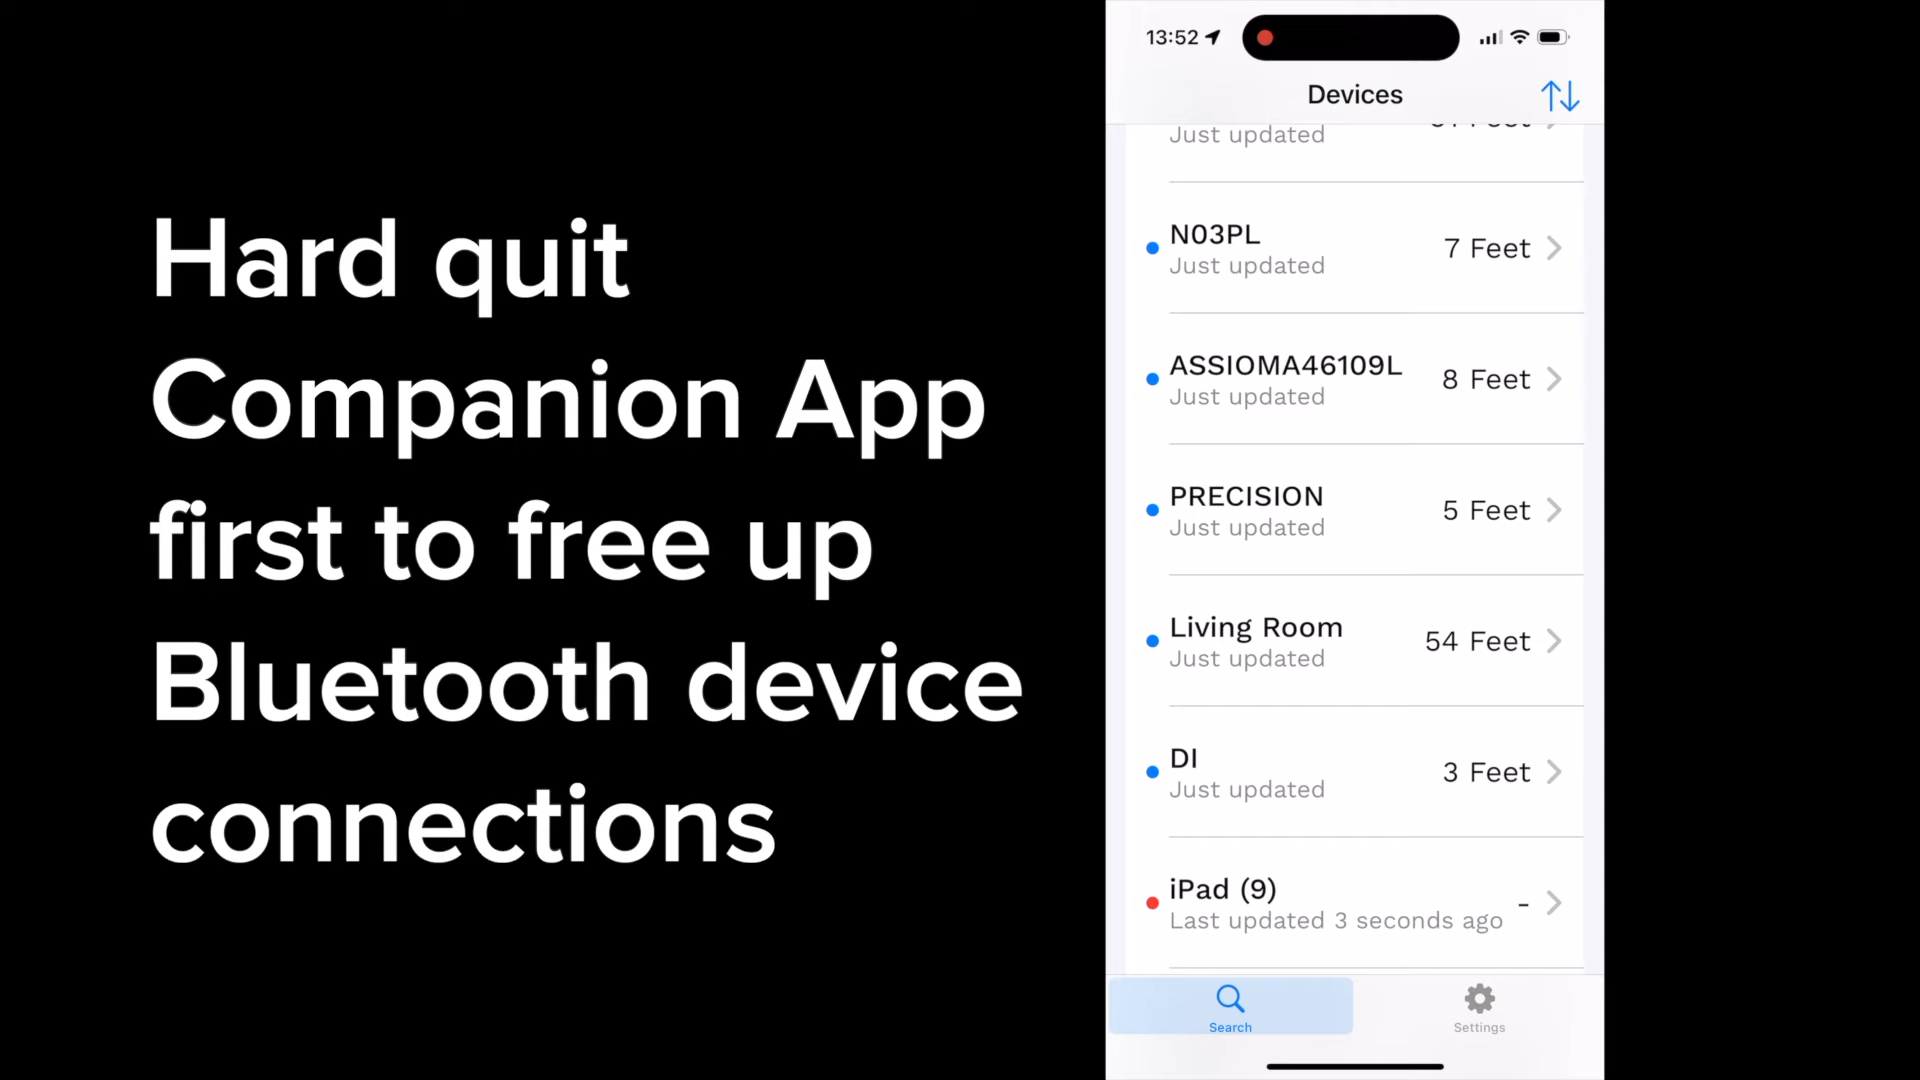 Hard quit
Companion App
first to free up
Bluetooth device
connections
13:52
Devices
Just updated
N03PL
7 Feet
Just updated
ASSIOMA46109L
8 Feet
Just updated
PRECISION
5 Feet
Just updated
Living Room
54 Feet
Just updated
DI
3 Feet
Just updated
iPad (9)
-
Last updated 3 seconds ago
Search
Settings